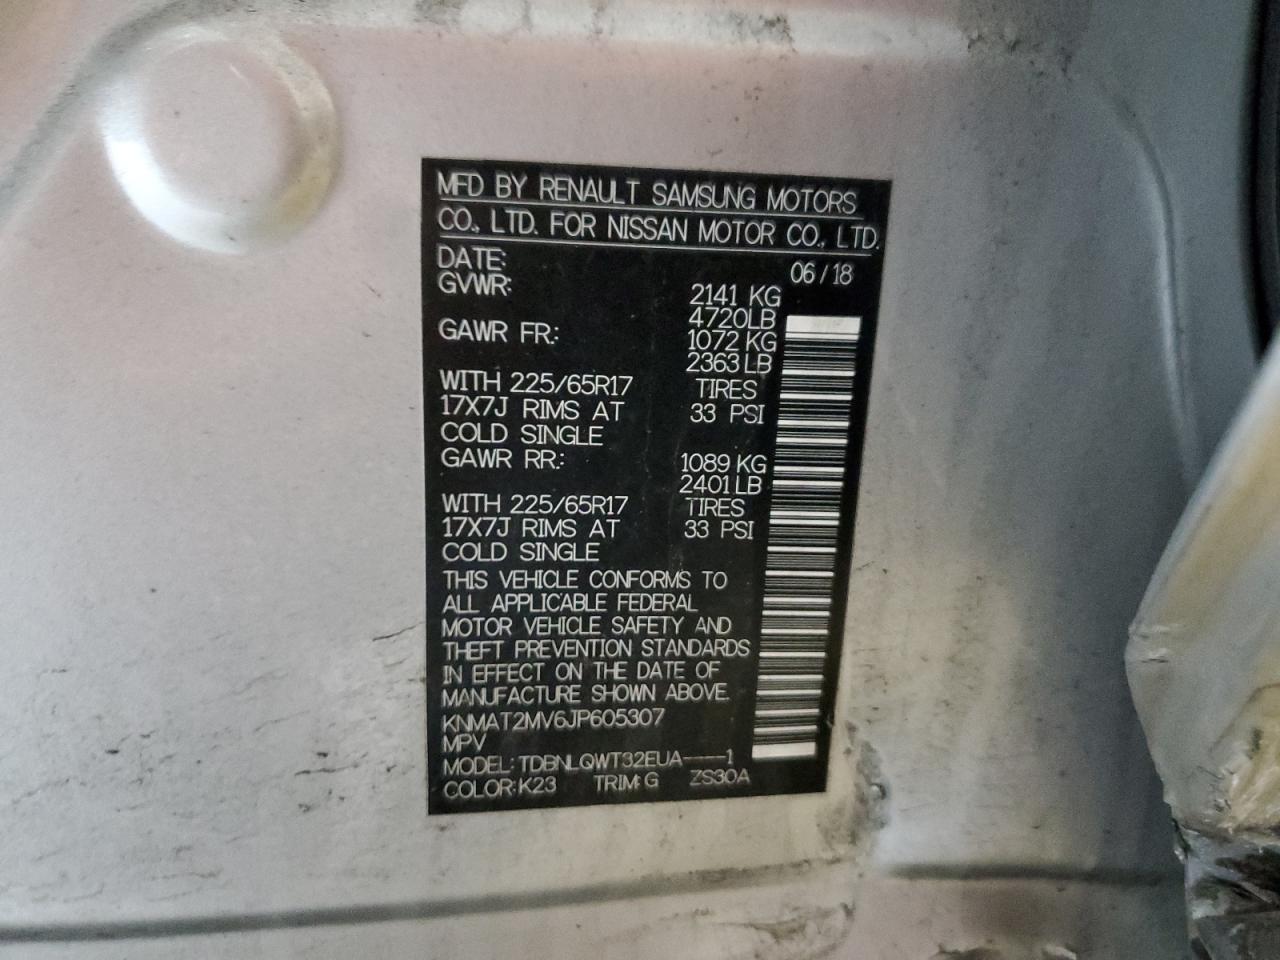 MFD BY RENAULT SAMSUNG MOTORS
CO., LTD. FOR NISSAN MOTOR CO., LTD.
DATE: 06/18
GVWR: 2141 KG
4720LB
GAWR FR.: 1072 KG
2363 LB
WITH 225/65R17 TIRES
17X7J RIMS AT 33 PSI
COLD SINGLE
GAWR RR.: 1089 KG
2401 LB
WITH 225/65R17 TIRES
17X7J RIMS AT 33 PSI
COLD SINGLE
THIS VEHICLE CONFORMS TO
ALL APPLICABLE FEDERAL
MOTOR VEHICLE SAFETY AND
THEFT PREVENTION STANDARDS
IN EFFECT ON THE DATE OF
MANUFACTURE SHOWN ABOVE.
KNMAT2MV6JP605307
MPV
MODEL: TDBNLQWT32EUA----1
COLOR:K23 TRIM: G ZS30A